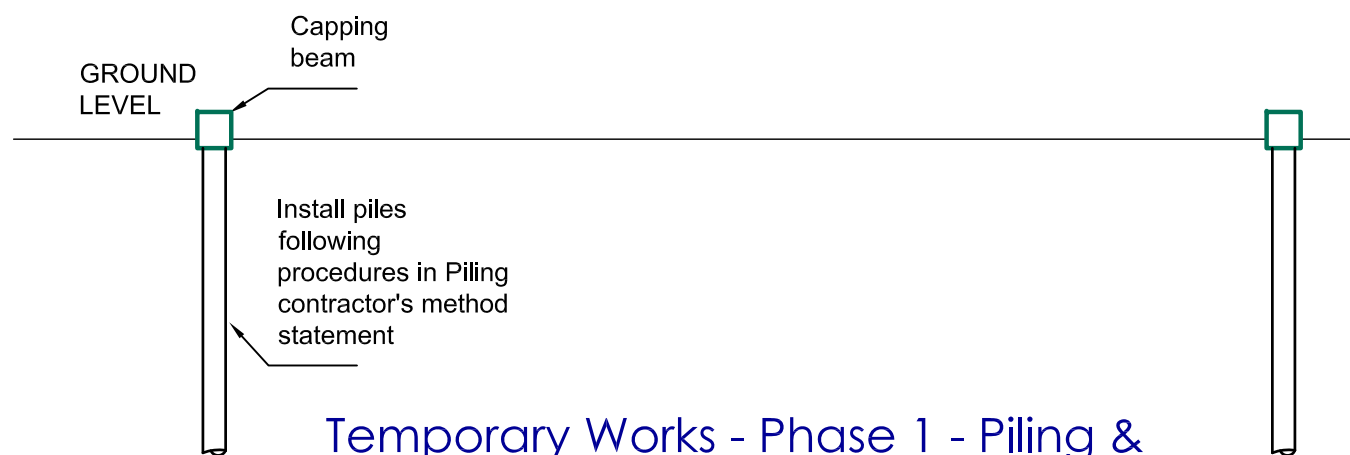 Capping
beam
GROUND
LEVEL
Install piles
following
procedures in Piling
contractor's method
statement
Temporary Works - Phase 1 - Piling &